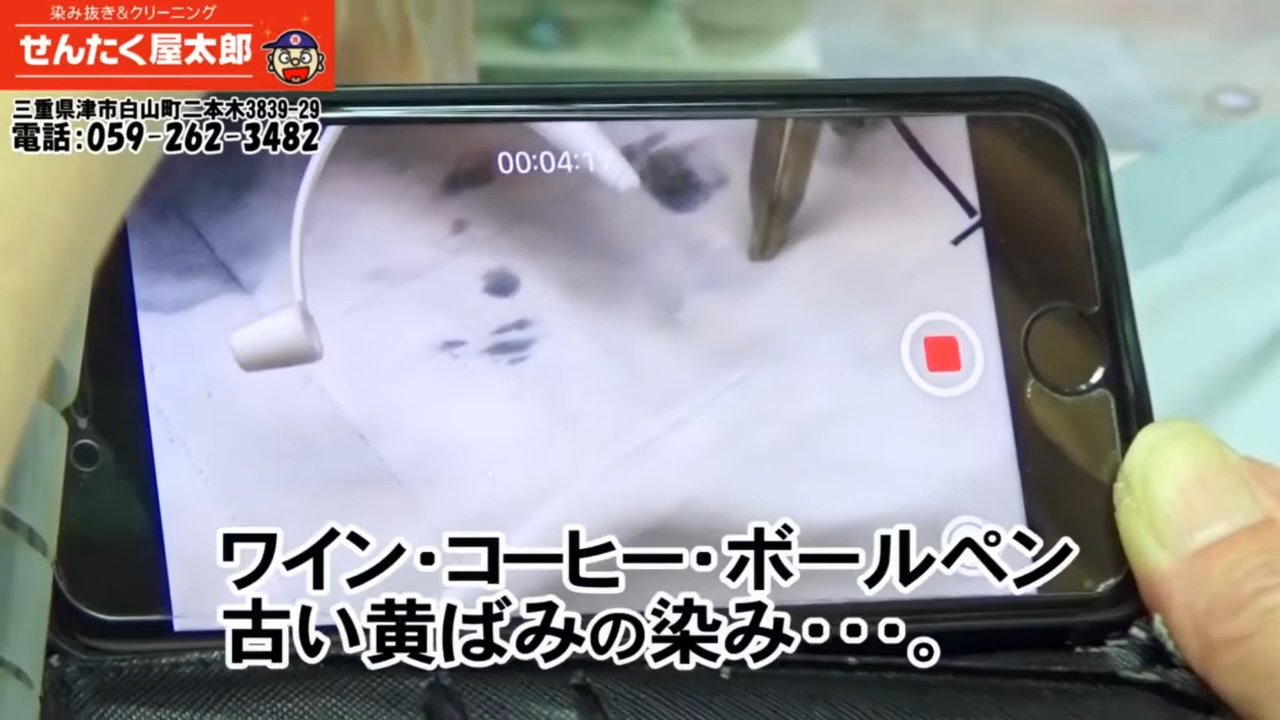 染み抜き&クリーニング
せんたく屋太郎
三重県津市白山町二本木3839-29
電話:059-262-3482
00:04:1
ワイン・コーヒー・ボールペン
古い黄ばみの染み・・・。